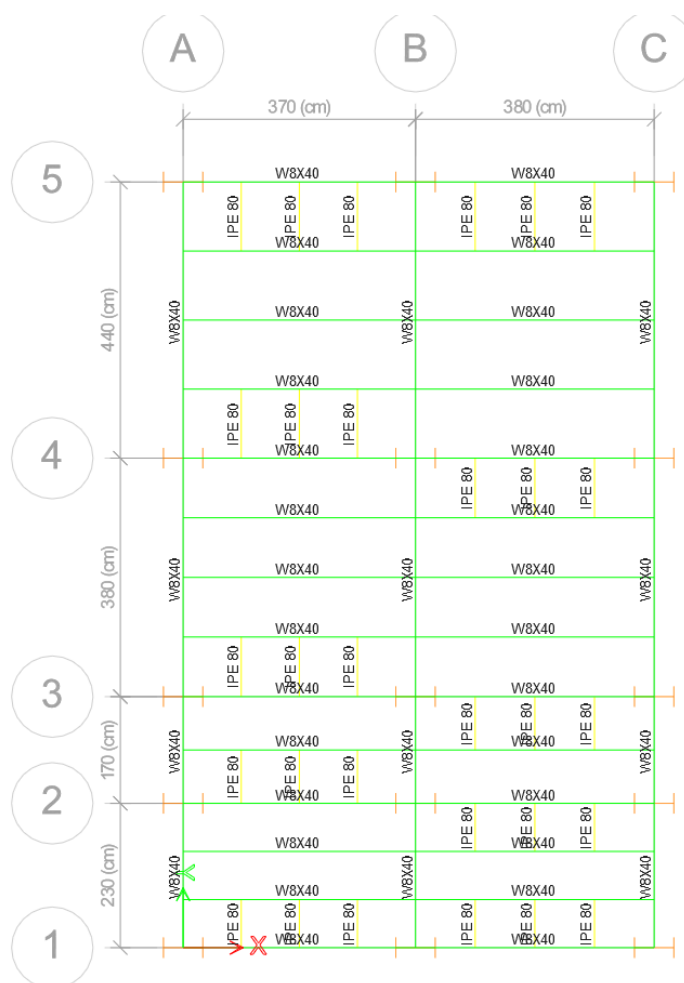 A B C
370 (cm) 380 (cm)
5 W8X40 W8X40
IPE 80 IPE 80 IPE 80 IPE 80 IPE 80 IPE 80
W8X40 W8X40
440 (cm) W8X40 W8X40 W8X40 W8X40 W8X40
W8X40 W8X40
IPE 80 IPE 80 IPE 80
4 W8X40 W8X40
IPE 80 IPE 80 IPE 80
W8X40 W8X40
380 (cm) W8X40 W8X40 W8X40 W8X40 W8X40
W8X40 W8X40
IPE 80 IPE 80 IPE 80
3 W8X40 W8X40
IPE 80 IPE 80 IPE 80
170 (cm) W8X40 W8X40 W8X40 W8X40 W8X40
IPE 80 IPE 80 IPE 80
2 W8X40 W8X40
IPE 80 IPE 80 IPE 80
W8X40 W8X40
230 (cm) W8X40 W8X40 W8X40 W8X40 W8X40
Y
IPE 80 IPE 80 IPE 80 IPE 80 IPE 80 IPE 80
1 X W8X40 W8X40